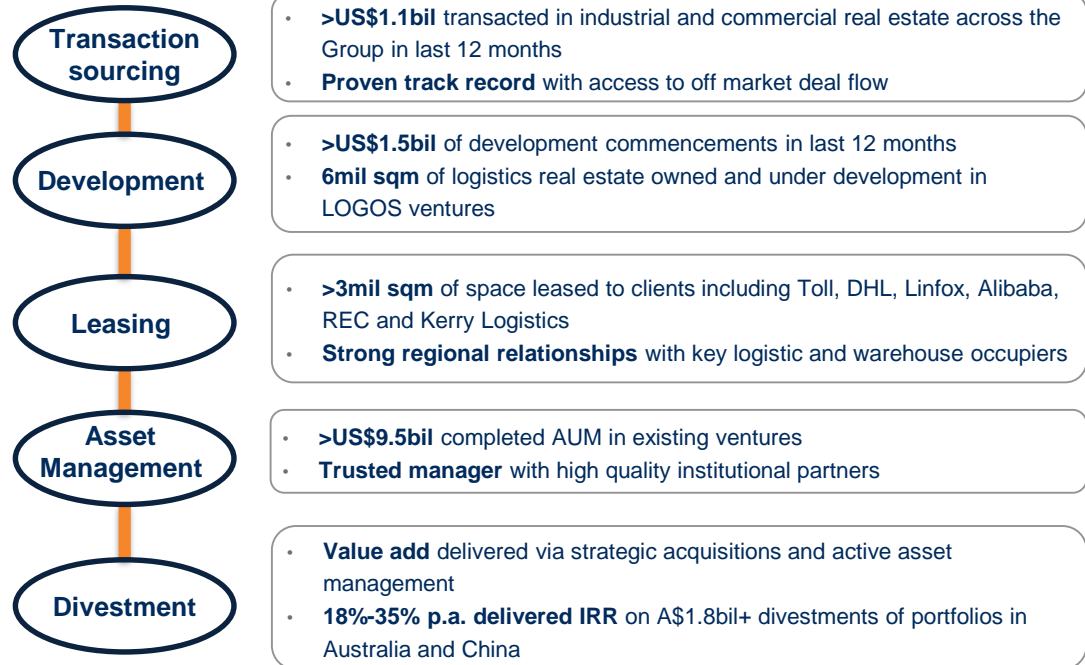 Transaction
sourcing
• >US$1.1bil transacted in industrial and commercial real estate across the
Group in last 12 months
• Proven track record with access to off market deal flow
Development
• >US$1.5bil of development commencements in last 12 months
• 6mil sqm of logistics real estate owned and under development in
LOGOS ventures
Leasing
• >3mil sqm of space leased to clients including Toll, DHL, Linfox, Alibaba,
REC and Kerry Logistics
• Strong regional relationships with key logistic and warehouse occupiers
Asset
Management
• >US$9.5bil completed AUM in existing ventures
• Trusted manager with high quality institutional partners
Divestment
• Value add delivered via strategic acquisitions and active asset
management
• 18%-35% p.a. delivered IRR on A$1.8bil+ divestments of portfolios in
Australia and China